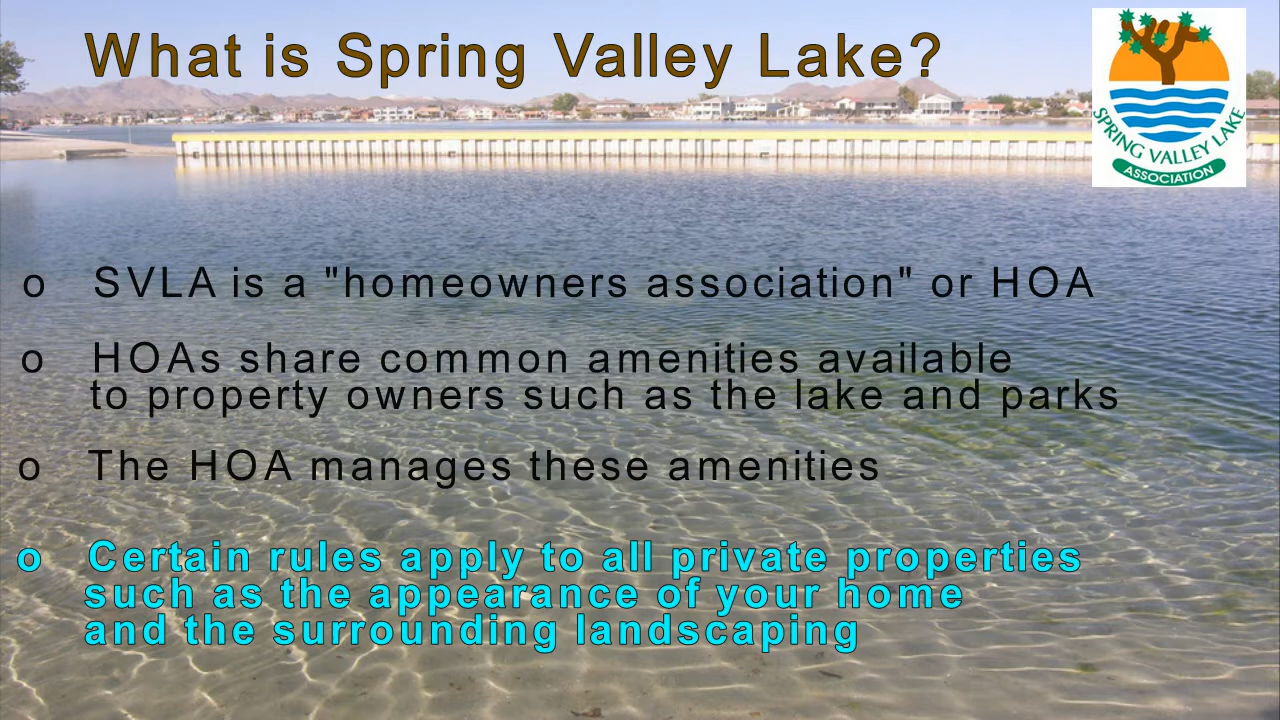 What is Spring Valley Lake?
SPRING VALLEY LAKE
ASSOCIATION
o SVLA is a "homeowners association" or HOA
o HOAs share common amenities available
to property owners such as the lake and parks
o The HOA manages these amenities
o Certain rules apply to all private properties
such as the appearance of your home
and the surrounding landscaping